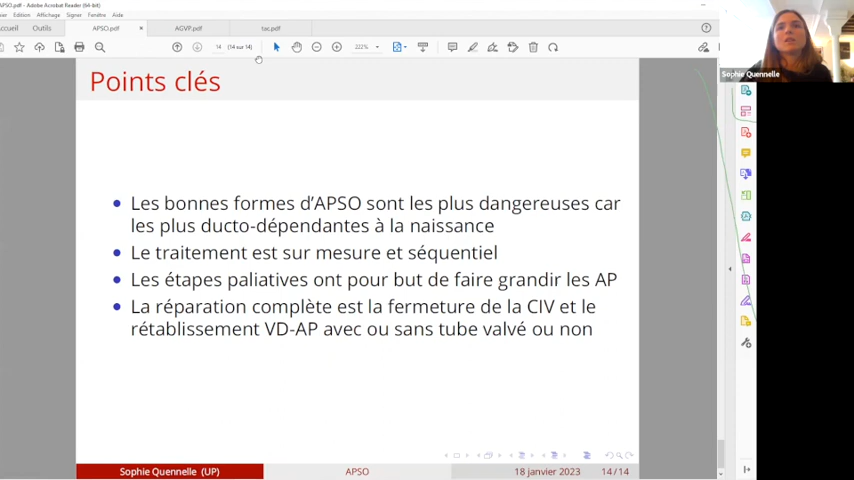 APSO.pdf - Adobe Acrobat Reader (64-bit)
Edition Affichage Signer Fenêtre Aide
Accueil Outils APSO.pdf × AGVP.pdf tac.pdf
14 (14 sur 14) 222%
Sophie Quennelle
Points clés
Les bonnes formes d'APSO sont les plus dangereuses car
les plus ducto-dépendantes à la naissance
Le traitement est sur mesure et séquentiel
Les étapes paliatives ont pour but de faire grandir les AP
La réparation complète est la fermeture de la CIV et le
rétablissement VD-AP avec ou sans tube valvé ou non
Sophie Quennelle (UP) APSO 18 janvier 2023 14/14